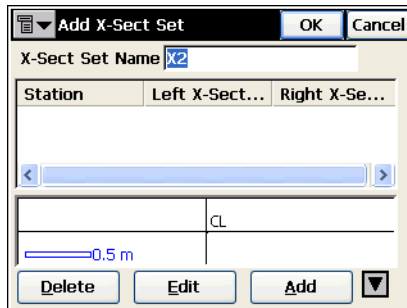 Add X-Sect Set OK Cancel
X-Sect Set Name X2
Station Left X-Sect... Right X-Se...
CL
0.5 m
Delete Edit Add